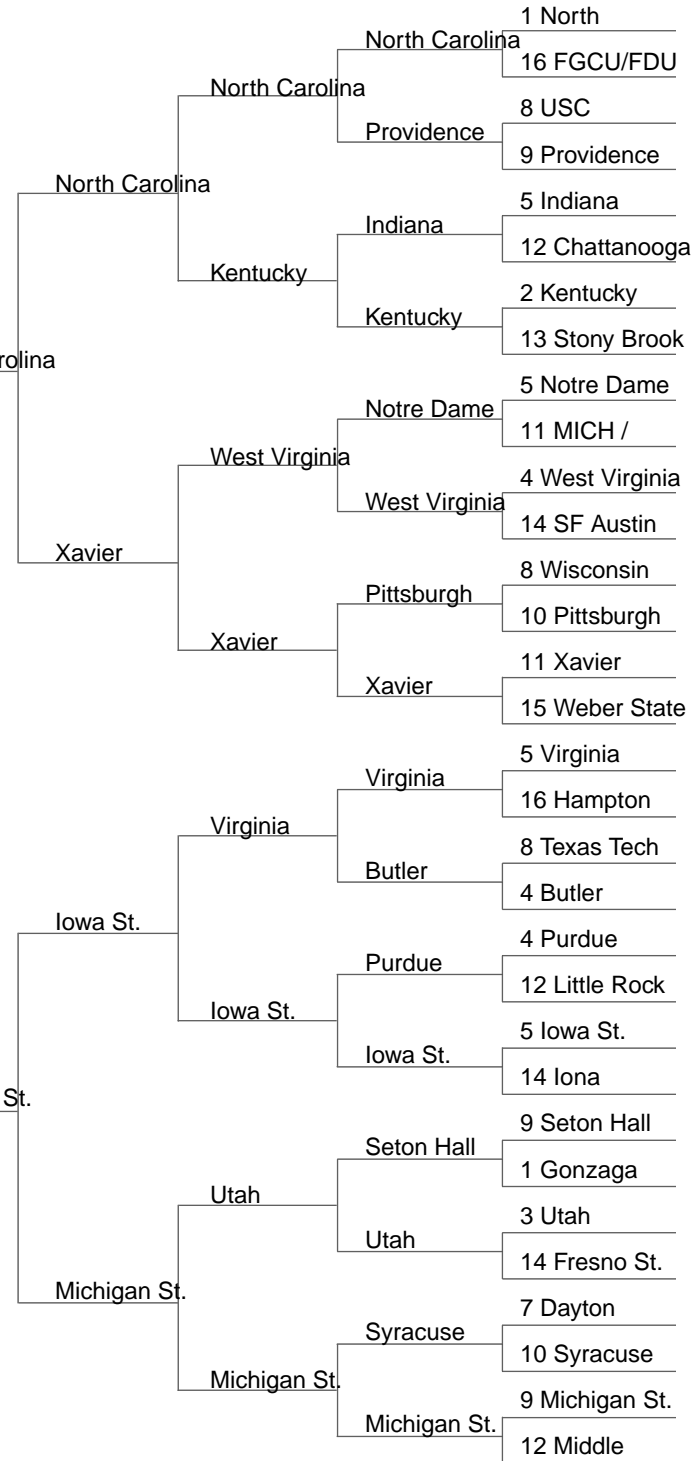 1 North
North Carolina
16 FGCU/FDU
North Carolina
8 USC
Providence
9 Providence
North Carolina
5 Indiana
Indiana
12 Chattanooga
Kentucky
2 Kentucky
Kentucky
13 Stony Brook
rolina
5 Notre Dame
Notre Dame
11 MICH /
West Virginia
4 West Virginia
West Virginia
14 SF Austin
Xavier
8 Wisconsin
Pittsburgh
10 Pittsburgh
Xavier
11 Xavier
Xavier
15 Weber State
5 Virginia
Virginia
16 Hampton
Virginia
8 Texas Tech
Butler
4 Butler
Iowa St.
4 Purdue
Purdue
12 Little Rock
Iowa St.
5 Iowa St.
Iowa St.
14 Iona
St.
9 Seton Hall
Seton Hall
1 Gonzaga
Utah
3 Utah
Utah
14 Fresno St.
Michigan St.
7 Dayton
Syracuse
10 Syracuse
Michigan St.
9 Michigan St.
Michigan St.
12 Middle